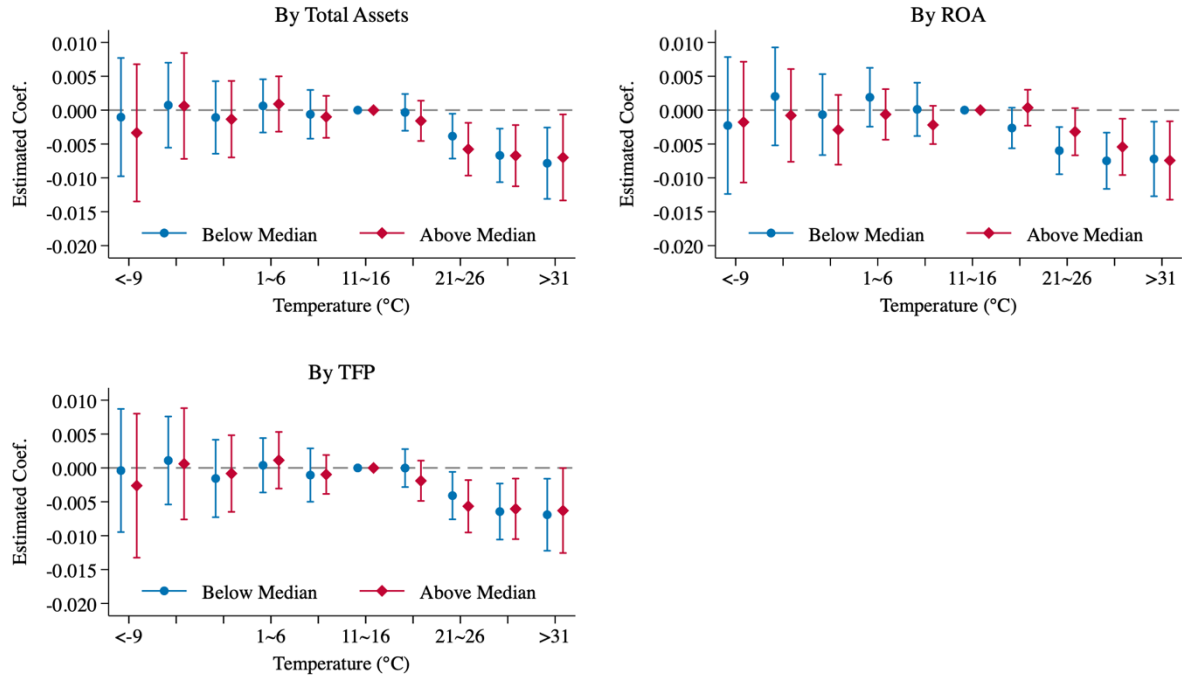 By Total Assets
0.010
0.005
0.000
-0.005
-0.010
-0.015
-0.020
Estimated Coef.
Below Median
Above Median
<-9
1~6
11~16
21~26
>31
Temperature (°C)
By ROA
0.010
0.005
0.000
-0.005
-0.010
-0.015
-0.020
Estimated Coef.
Below Median
Above Median
<-9
1~6
11~16
21~26
>31
Temperature (°C)
By TFP
0.010
0.005
0.000
-0.005
-0.010
-0.015
-0.020
Estimated Coef.
Below Median
Above Median
<-9
1~6
11~16
21~26
>31
Temperature (°C)